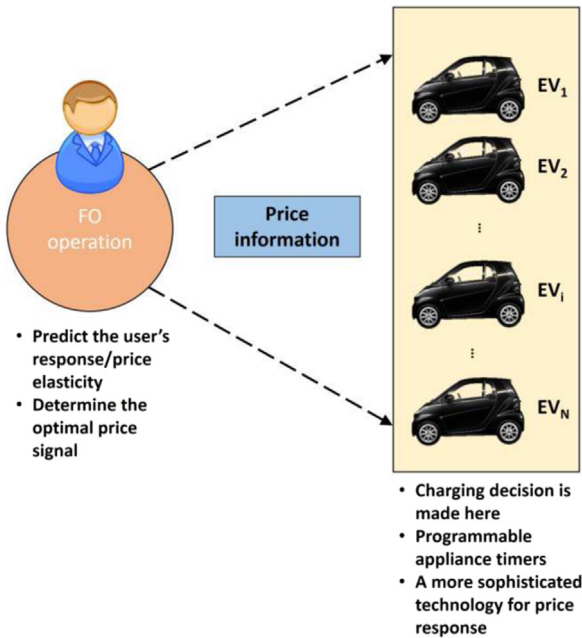 FO
operation
Price
information
EV1
EV2
...
EVi
...
EVN
• Predict the user's
response/price
elasticity
• Determine the
optimal price
signal
• Charging decision is
made here
• Programmable
appliance timers
• A more sophisticated
technology for price
response